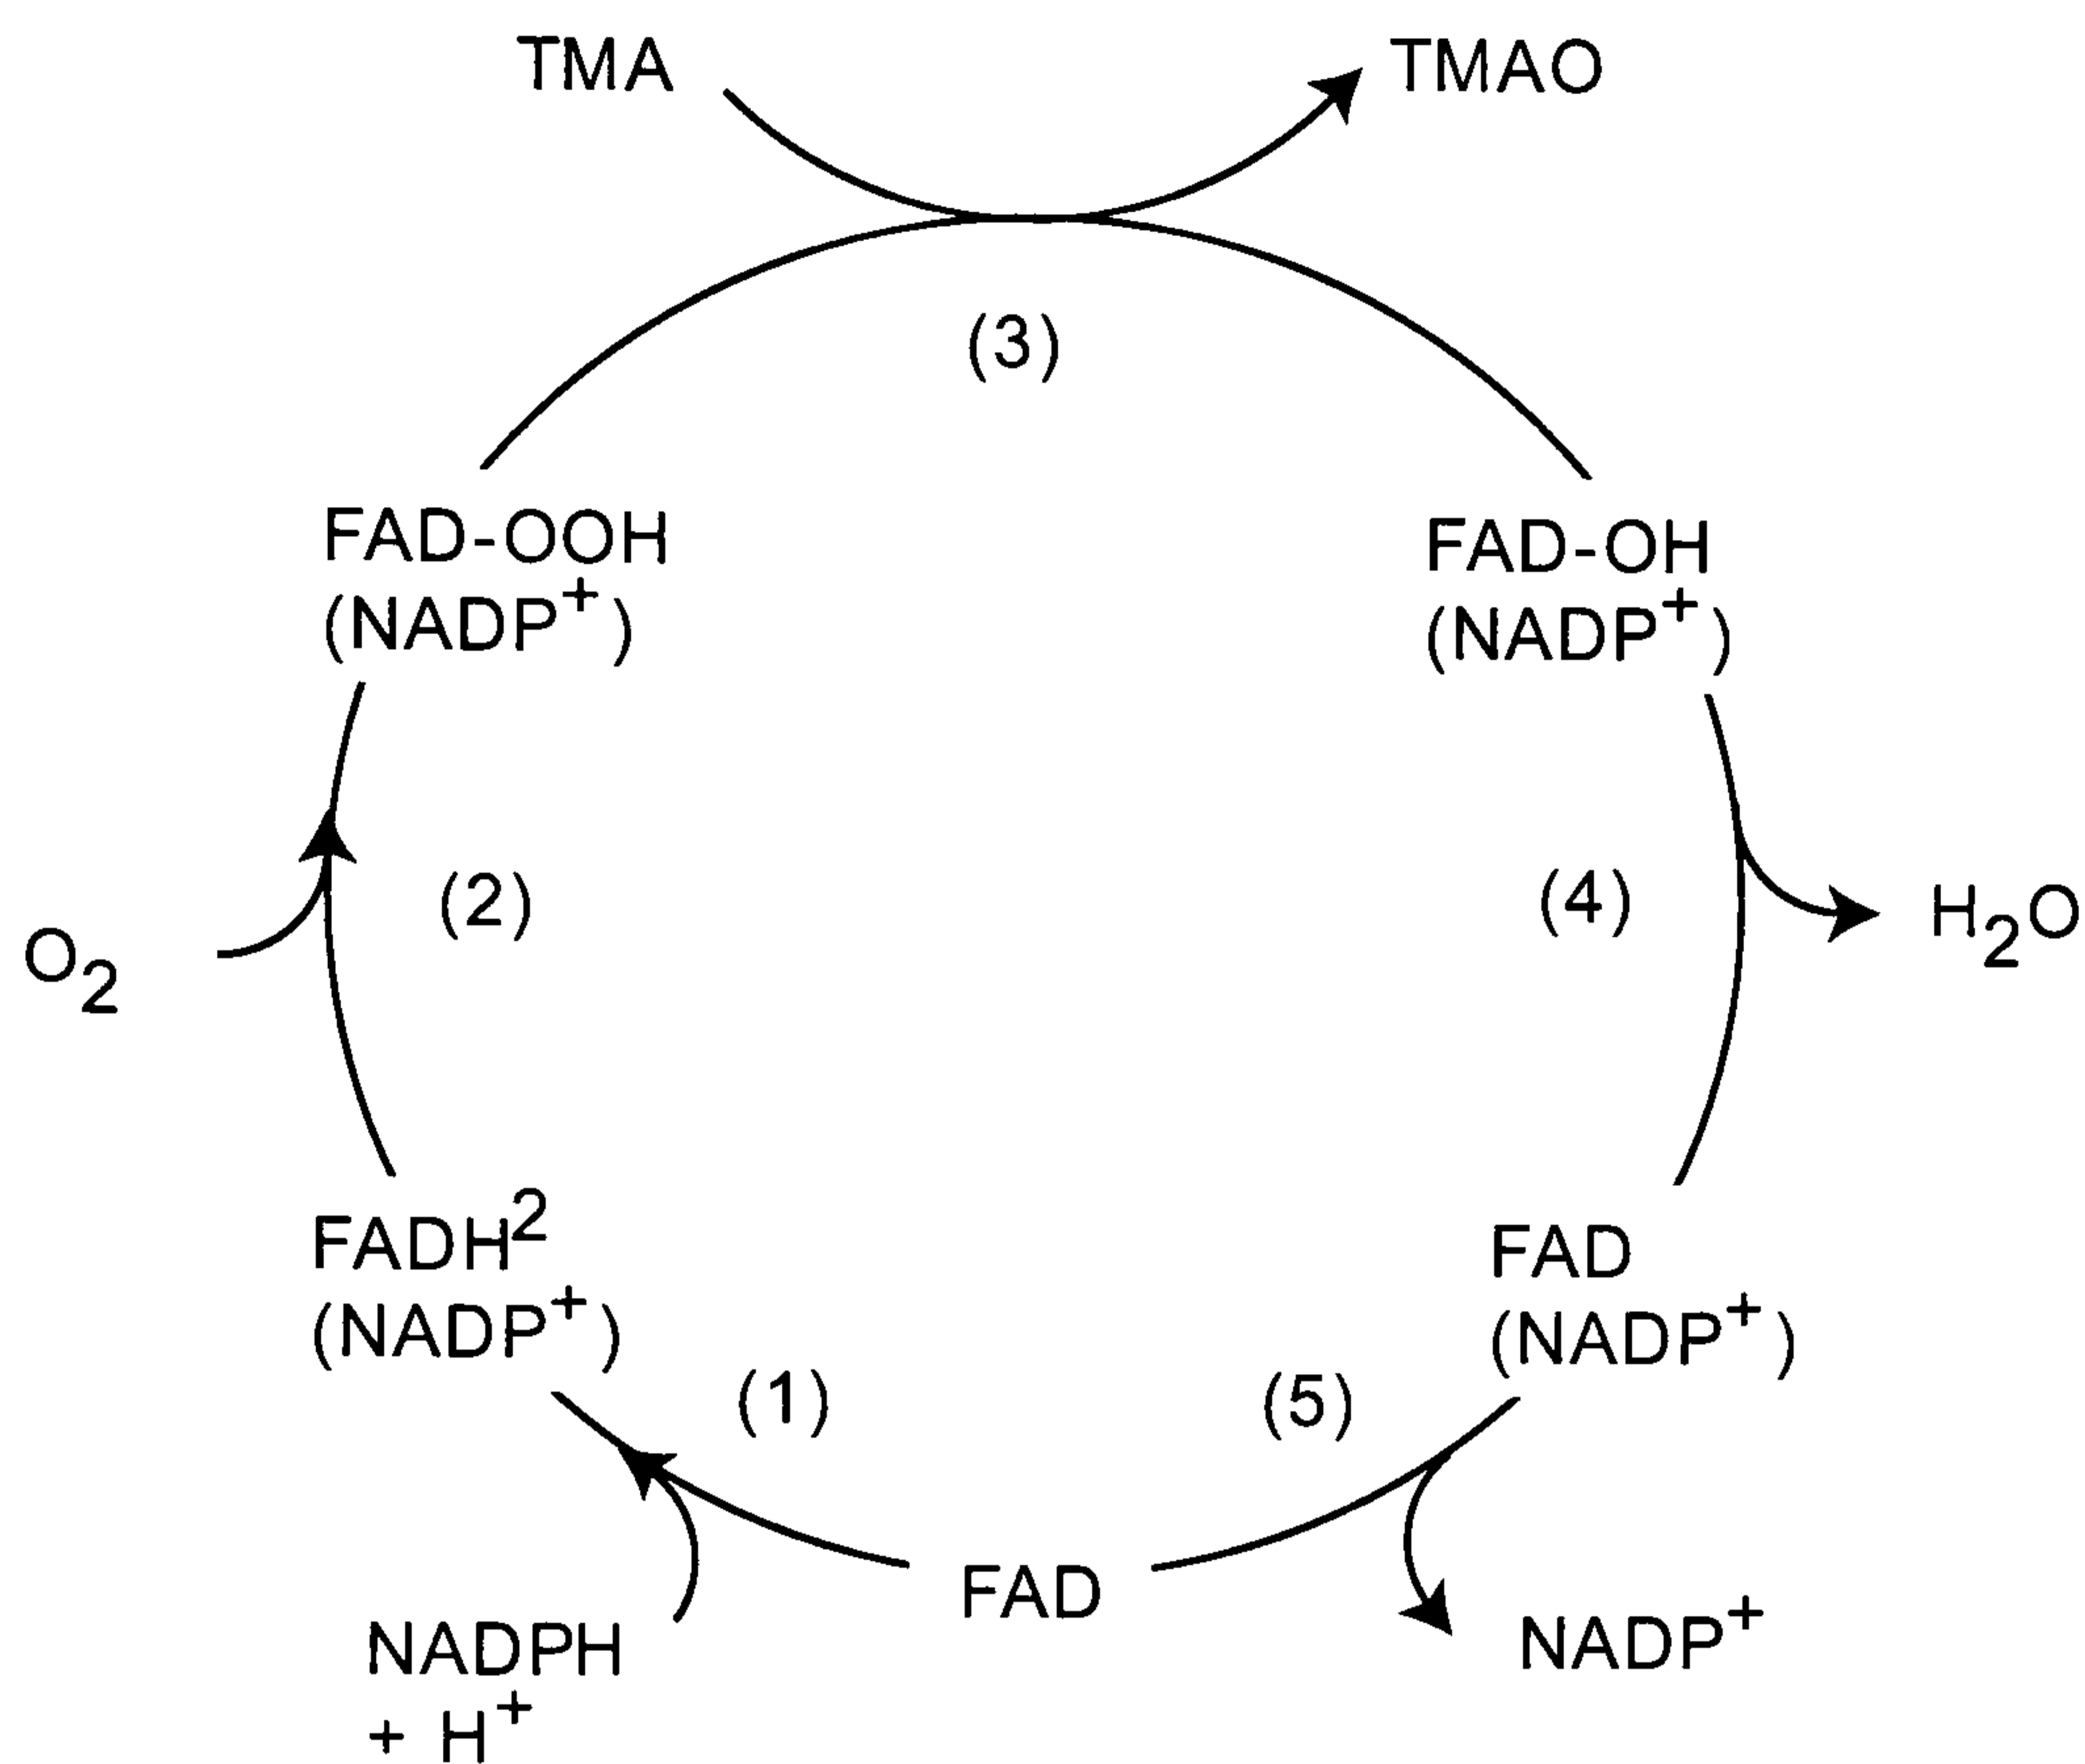 TMA
TMAO
(3)
FAD-OOH
(NADP⁺)
FAD-OH
(NADP⁺)
(2)
(4)
O₂
H₂O
FADH²
(NADP⁺)
FAD
(NADP⁺)
(1)
(5)
FAD
NADPH
+ H⁺
NADP⁺